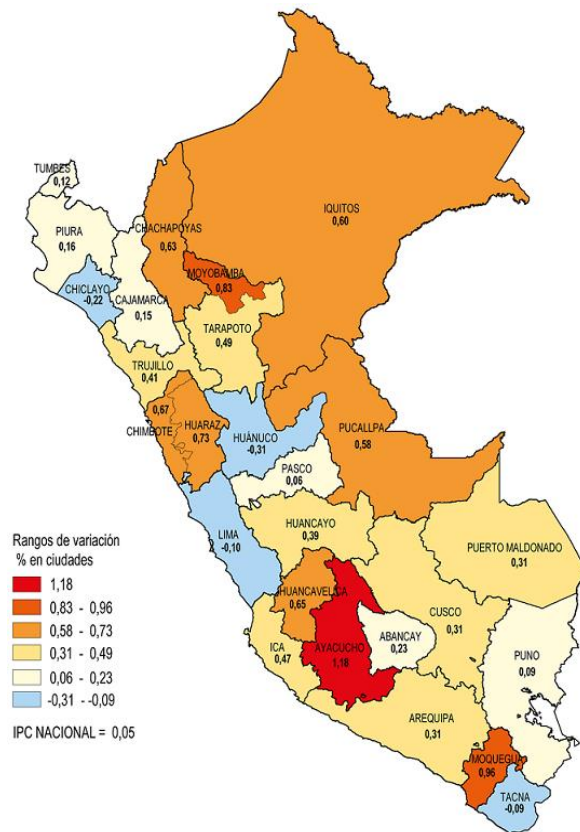 TUMBES
0,12
PIURA
0,16
CHACHAPOYAS
0,63
IQUITOS
0,60
MOYOBAMBA
0,83
CHICLAYO
-0,22
CAJAMARCA
0,15
TARAPOTO
0,49
TRUJILLO
0,41
0,67
CHIMBOTE
HUARAZ
0,73
HUÁNUCO
-0,31
PUCALLPA
0,58
PASCO
0,06
LIMA
-0,10
HUANCAYO
0,39
PUERTO MALDONADO
0,31
HUANCAVELICA
0,65
CUSCO
0,31
ICA
0,47
AYACUCHO
1,18
ABANCAY
0,23
PUNO
0,09
AREQUIPA
0,31
MOQUEGUA
0,96
TACNA
-0,09
Rangos de variación
% en ciudades
1,18
0,83 - 0,96
0,58 - 0,73
0,31 - 0,49
0,06 - 0,23
-0,31 - -0,09
IPC NACIONAL = 0,05